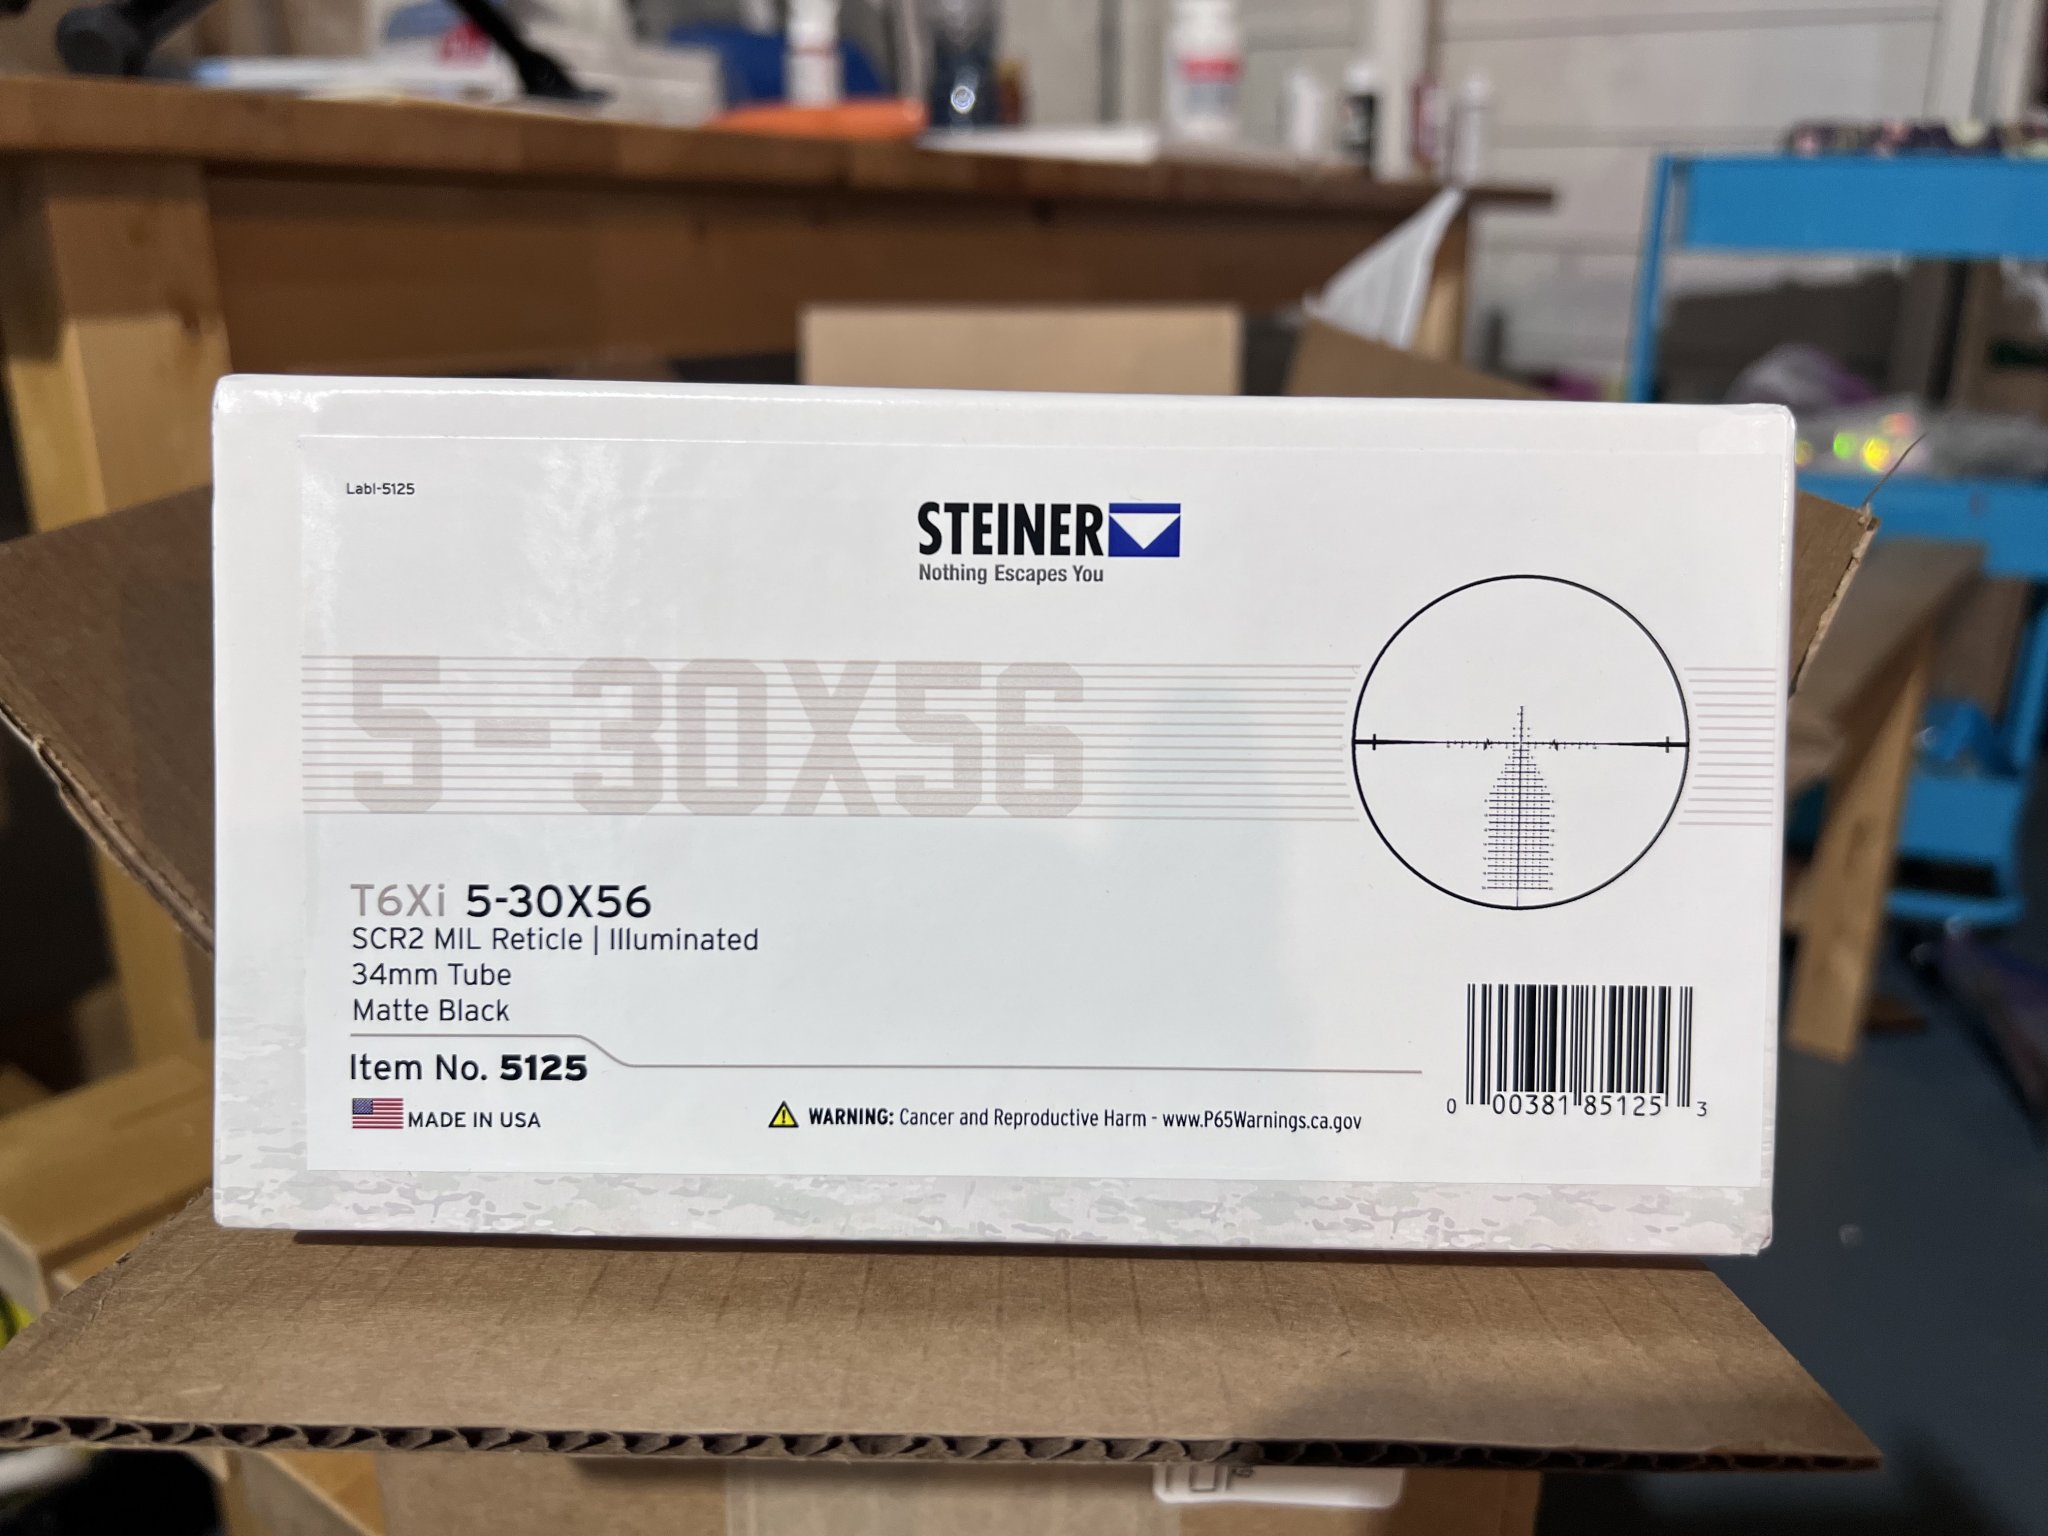 Labl-5125
STEINER
Nothing Escapes You
5-30X56
T6Xi 5-30X56
SCR2 MIL Reticle | Illuminated
34mm Tube
Matte Black
Item No. 5125
MADE IN USA
WARNING: Cancer and Reproductive Harm - www.P65Warnings.ca.gov
0 00381 85125 3